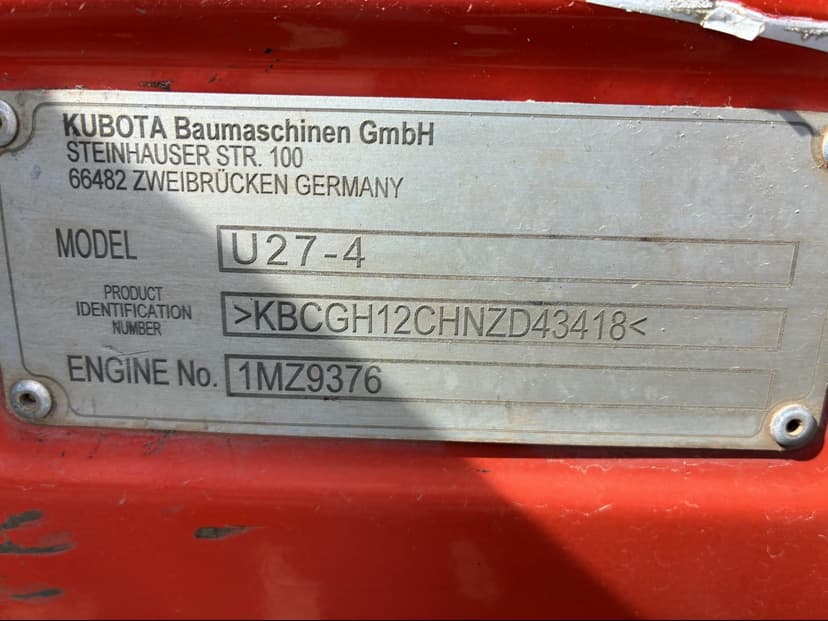 KUBOTA Baumaschinen GmbH
STEINHAUSER STR. 100
66482 ZWEIBRÜCKEN GERMANY
MODEL U27-4
PRODUCT IDENTIFICATION NUMBER >KBCGH12CHNZD43418<
ENGINE No. 1MZ9376